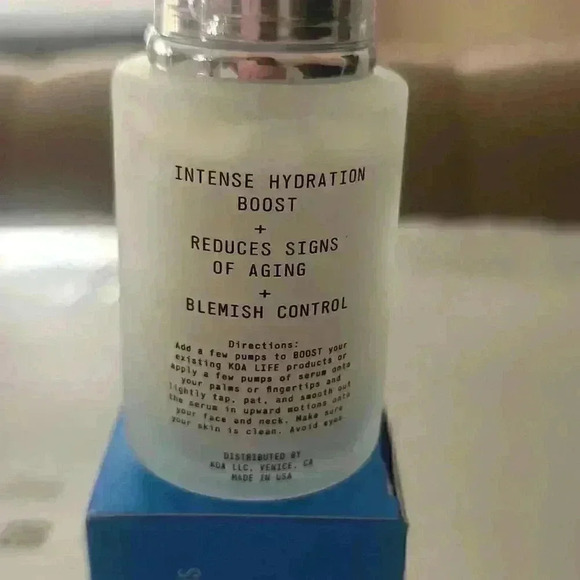 INTENSE HYDRATION
BOOST
+
REDUCES SIGNS
OF AGING
+
BLEMISH CONTROL
Directions:
Add a few pumps to BOOST your
existing KOA LIFE products or
apply a few pumps of serum onto
your palms or fingertips and
lightly tap, pat, and smooth out
the serum in upward motions onto
your face and neck. Make sure
your skin is clean. Avoid eyes.
DISTRIBUTED BY
LLC, VENICE, CA
MADE IN USA
S